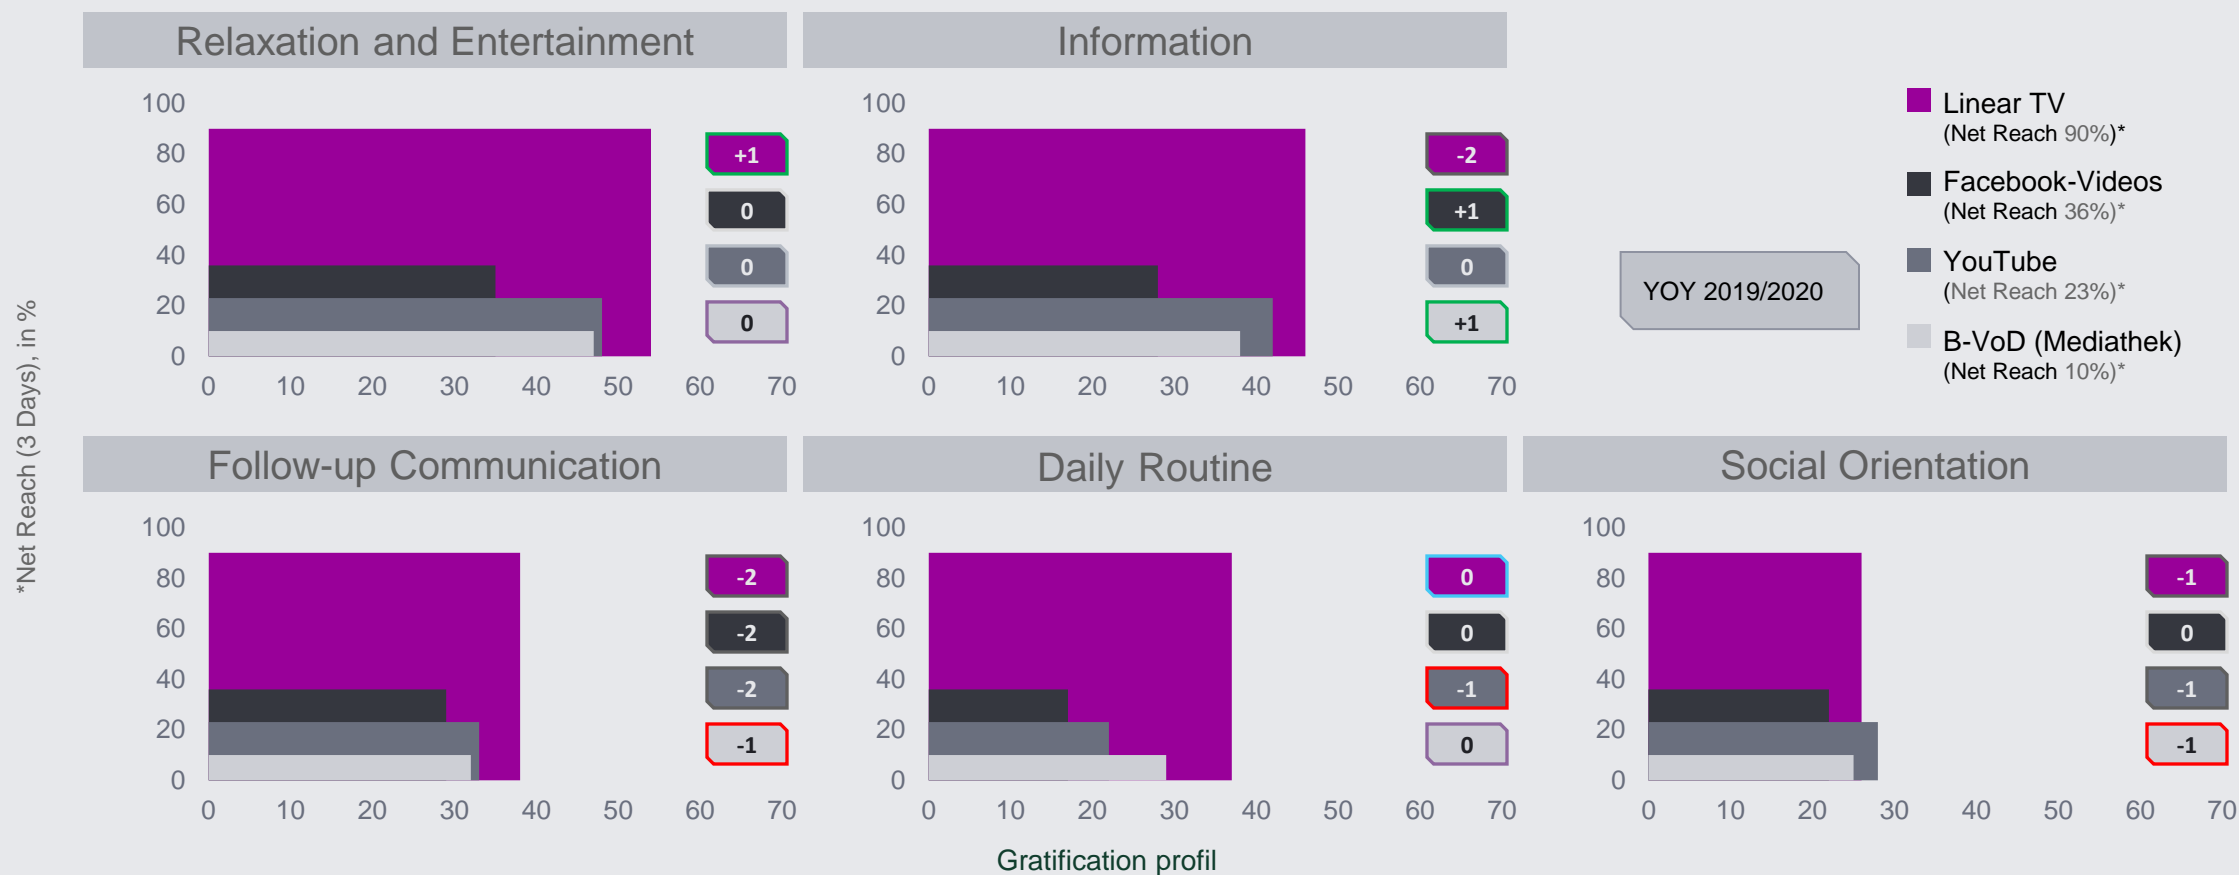 Relaxation and Entertainment
100
80
60
40
20
0
0 10 20 30 40 50 60 70
+1
0
0
0
Information
100
80
60
40
20
0
0 10 20 30 40 50 60 70
-2
+1
0
+1
YOY 2019/2020
Linear TV
(Net Reach 90%)*
Facebook-Videos
(Net Reach 36%)*
YouTube
(Net Reach 23%)*
B-VoD (Mediathek)
(Net Reach 10%)*
*Net Reach (3 Days), in %
Follow-up Communication
100
80
60
40
20
0
0 10 20 30 40 50 60 70
-2
-2
-2
-1
Daily Routine
100
80
60
40
20
0
0 10 20 30 40 50 60 70
0
0
-1
0
Social Orientation
100
80
60
40
20
0
0 10 20 30 40 50 60 70
-1
0
-1
-1
Gratification profil